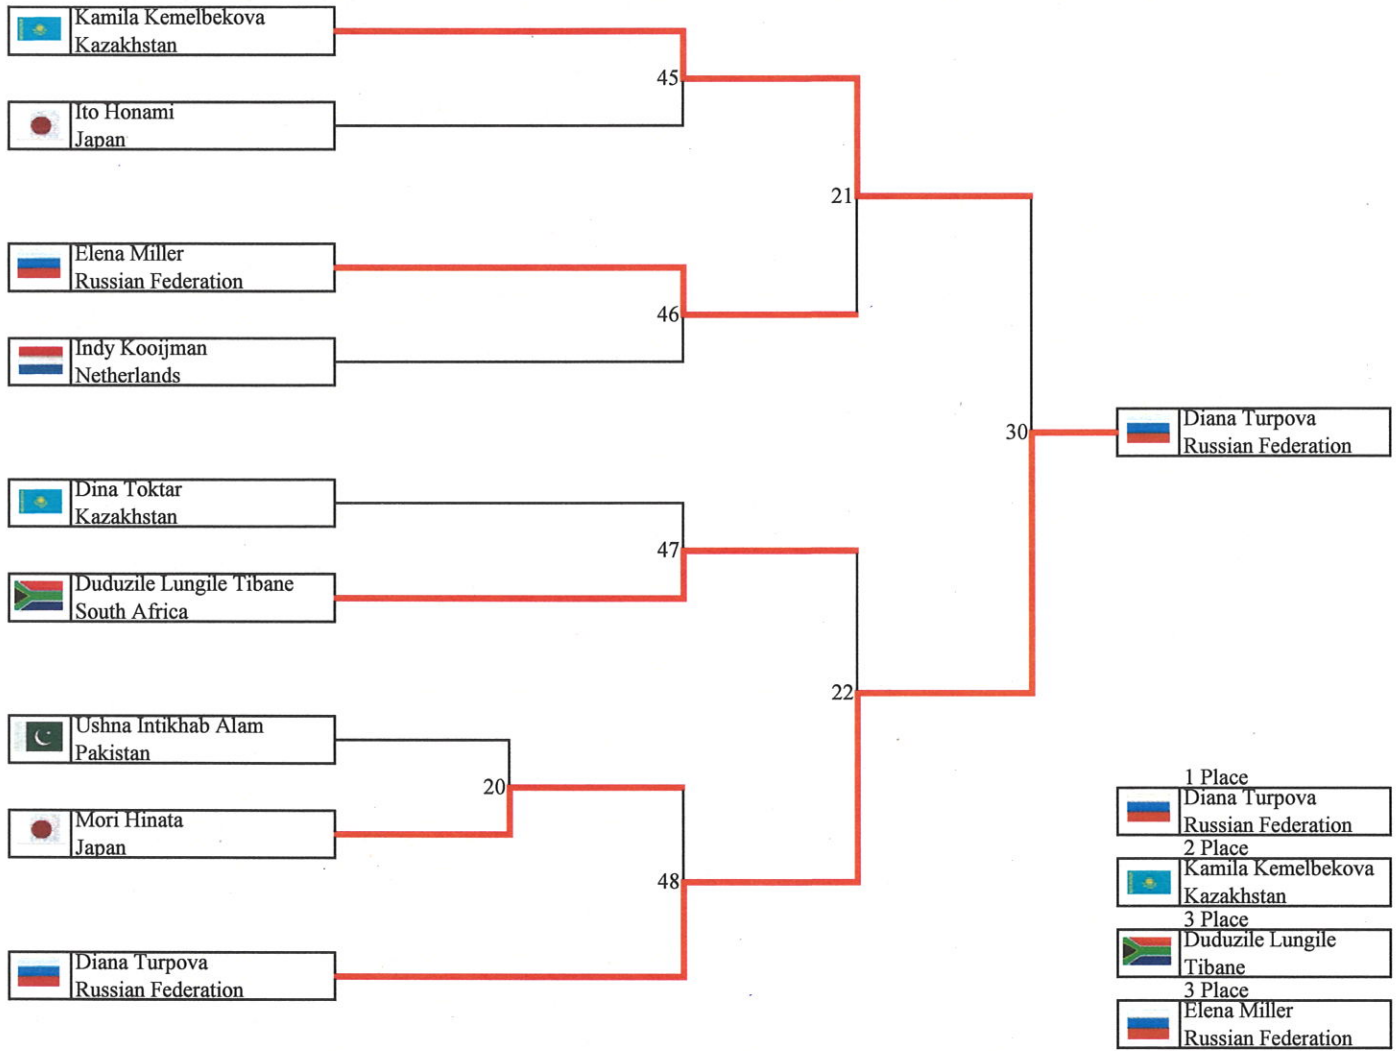 Kamila Kemelbekova
Kazakhstan
45
Ito Honami
Japan
21
Elena Miller
Russian Federation
46
Indy Kooijman
Netherlands
30
Diana Turpova
Russian Federation
Dina Toktar
Kazakhstan
47
Duduzile Lungile Tibane
South Africa
22
Ushna Intikhab Alam
Pakistan
20
Mori Hinata
Japan
48
Diana Turpova
Russian Federation
1 Place
Diana Turpova
Russian Federation
2 Place
Kamila Kemelbekova
Kazakhstan
3 Place
Duduzile Lungile
Tibane
3 Place
Elena Miller
Russian Federation